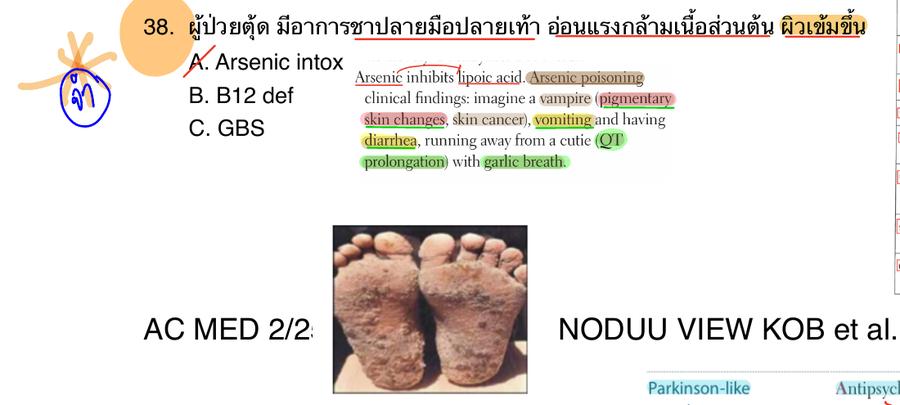 38. ผู้ป่วยตุ๊ด มีอาการชาปลายมือปลายเท้า อ่อนแรงกล้ามเนื้อส่วนต้น ผิวเข้มขึ้น
A. Arsenic intox
B. B12 def
C. GBS
Arsenic inhibits lipoic acid. Arsenic poisoning
clinical findings: imagine a vampire (pigmentary
skin changes, skin cancer), vomiting and having
diarrhea, running away from a cutie (QT
prolongation) with garlic breath.
AC MED 2/2
NODUU VIEW KOB et al.
Parkinson-like